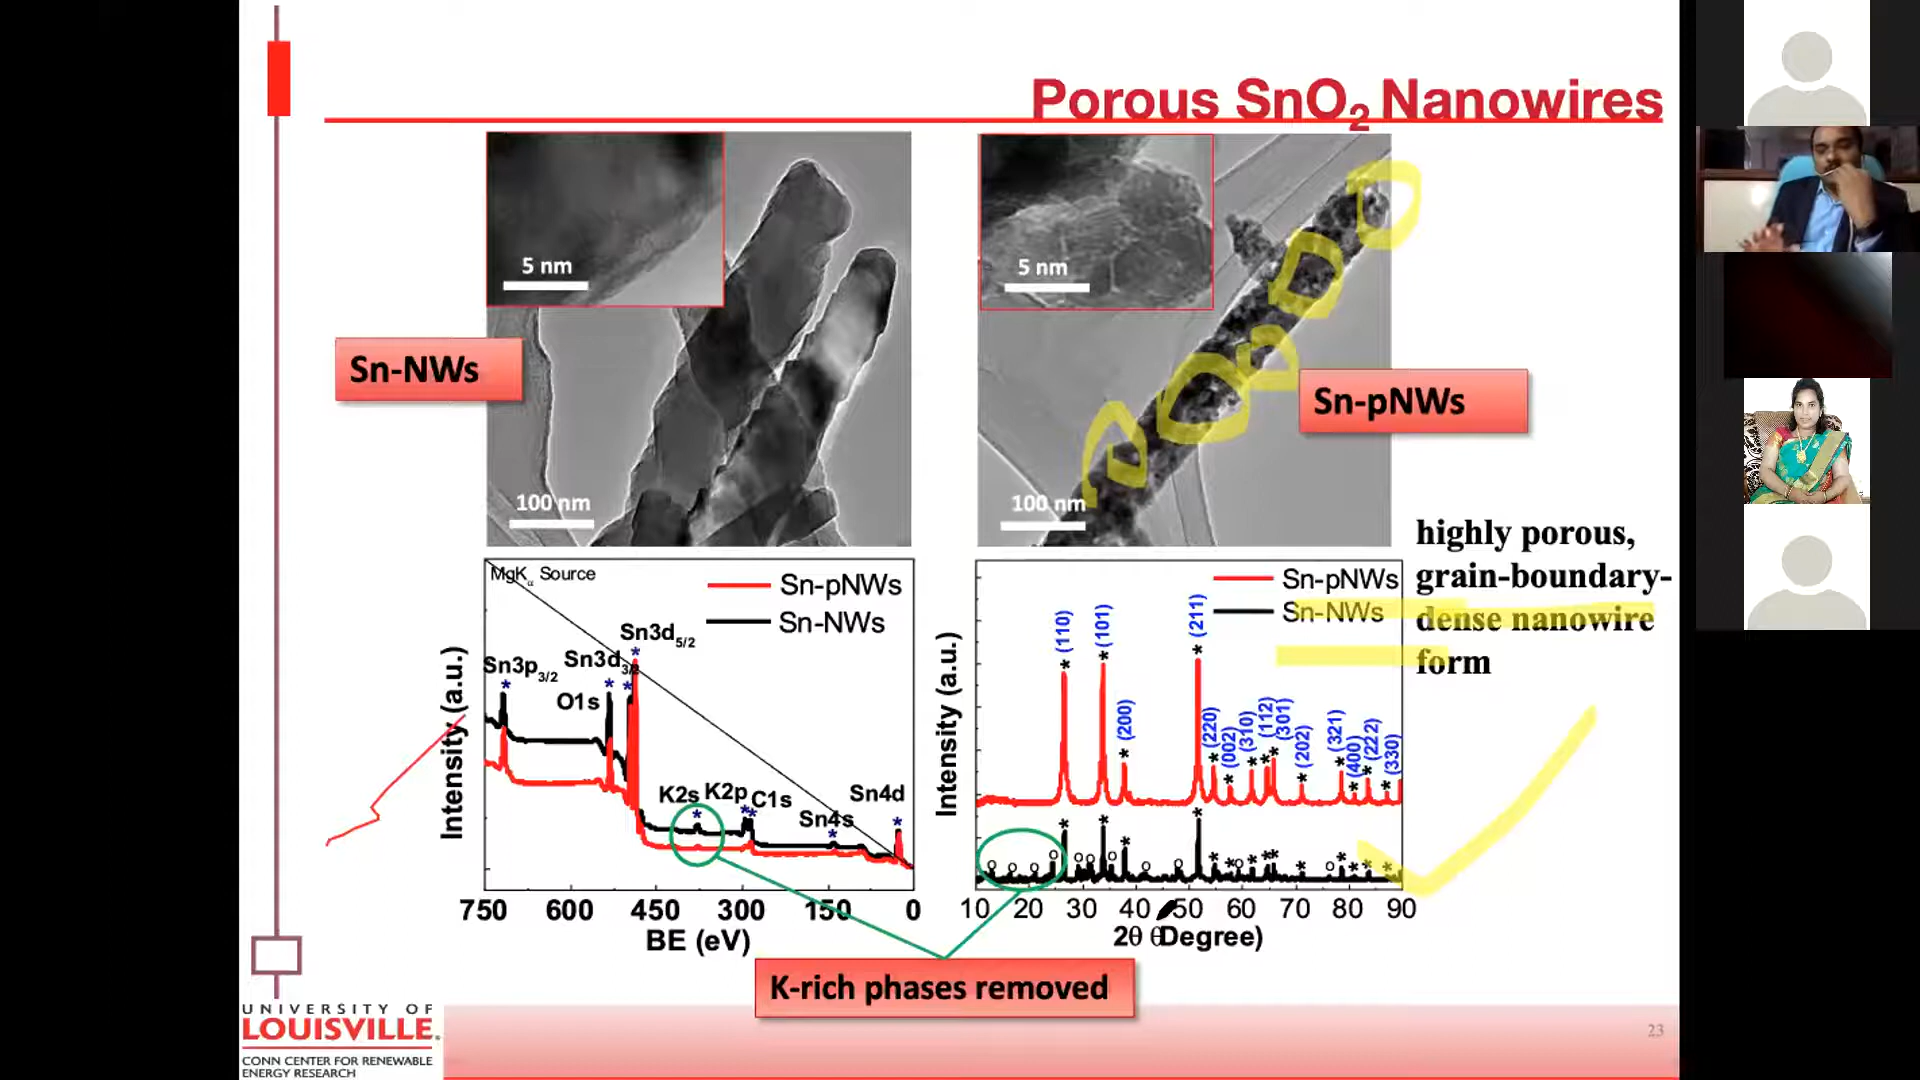 Porous SnO2 Nanowires
5 nm
Sn-NWs
100 nm
5 nm
Sn-pNWs
100 nm
highly porous,
grain-boundary-
dense nanowire
form
MgKα Source
Sn-pNWs
Sn-NWs
Sn3d5/2
Sn3p3/2
Sn3d3/2
O1s
K2s
K2p
C1s
Sn4s
Sn4d
Intensity (a.u.)
750 600 450 300 150 0
BE (eV)
Sn-pNWs
Sn-NWs
(110)
(101)
(200)
(211)
(220)
(002)
(310)
(112)
(301)
(202)
(321)
(400)
(222)
(330)
Intensity (a.u.)
10 20 30 40 50 60 70 80 90
2θ θDegree)
K-rich phases removed
UNIVERSITY OF
LOUISVILLE.
CONN CENTER FOR RENEWABLE
ENERGY RESEARCH
23